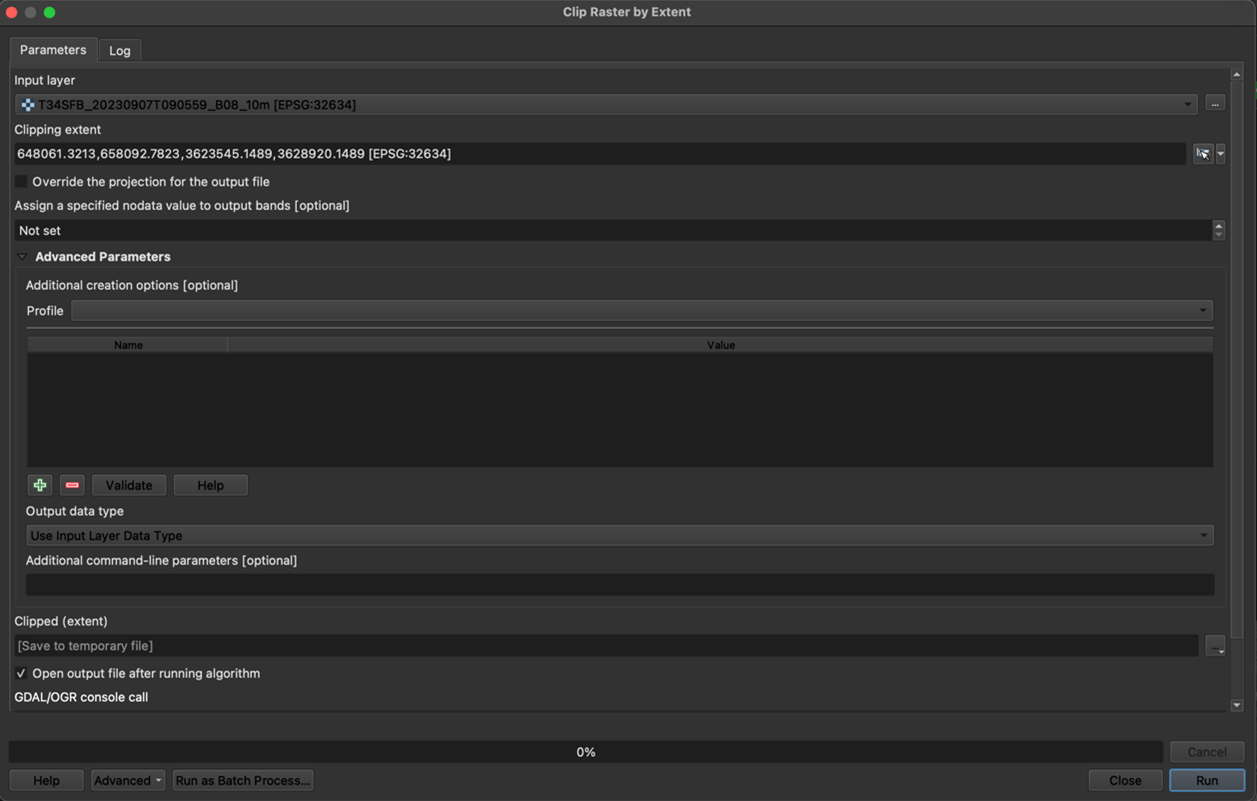 Clip Raster by Extent
Parameters Log
Input layer
T34SFB_20230907T090559_B08_10m [EPSG:32634]
...
Clipping extent
648061.3213,658092.7823,3623545.1489,3628920.1489 [EPSG:32634]
Override the projection for the output file
Assign a specified nodata value to output bands [optional]
Not set
Advanced Parameters
Additional creation options [optional]
Profile
Name Value
Validate Help
Output data type
Use Input Layer Data Type
Additional command-line parameters [optional]
Clipped (extent)
[Save to temporary file]
...
Open output file after running algorithm
GDAL/OGR console call
0% Cancel
Help Advanced Run as Batch Process... Close Run